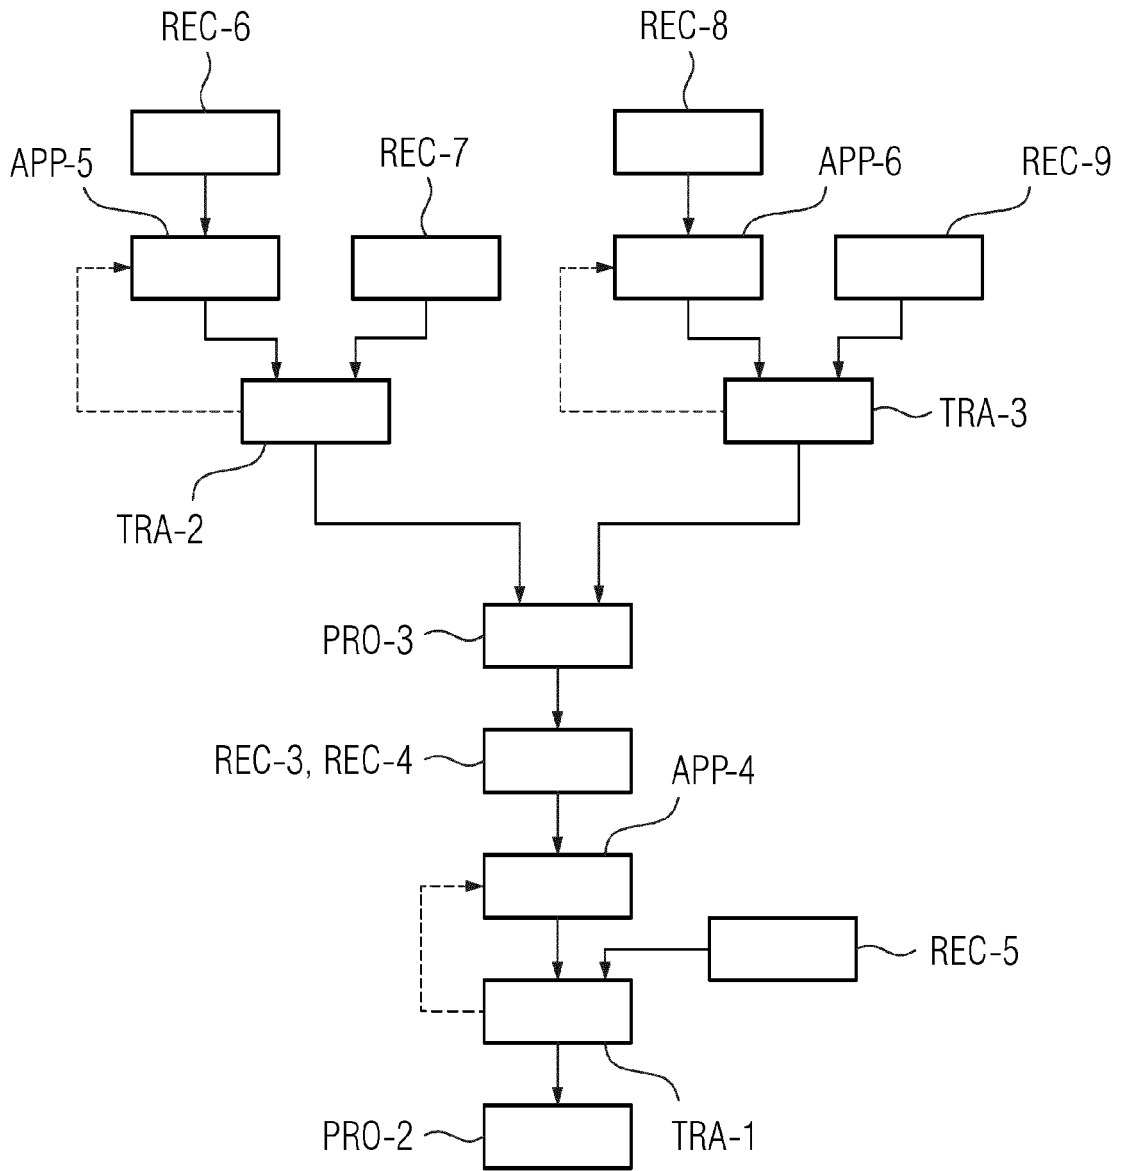 REC-6
REC-8
APP-5
REC-7
APP-6
REC-9
TRA-3
TRA-2
PRO-3
REC-3, REC-4
APP-4
REC-5
PRO-2
TRA-1